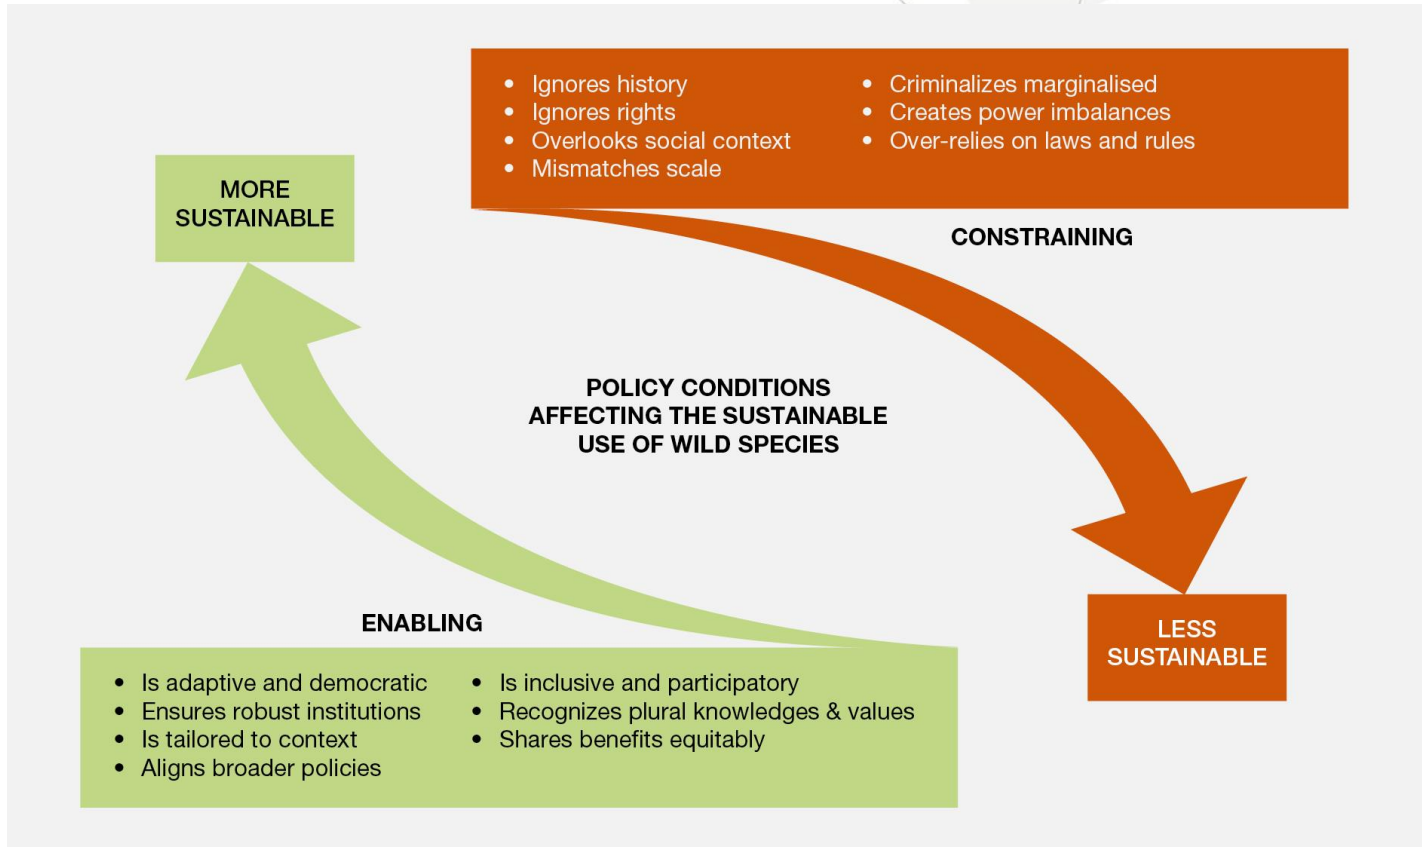 • Ignores history
• Ignores rights
• Overlooks social context
• Mismatches scale
• Criminalizes marginalised
• Creates power imbalances
• Over-relies on laws and rules
MORE
SUSTAINABLE
CONSTRAINING
POLICY CONDITIONS
AFFECTING THE SUSTAINABLE
USE OF WILD SPECIES
ENABLING
LESS
SUSTAINABLE
• Is adaptive and democratic
• Ensures robust institutions
• Is tailored to context
• Aligns broader policies
• Is inclusive and participatory
• Recognizes plural knowledges & values
• Shares benefits equitably